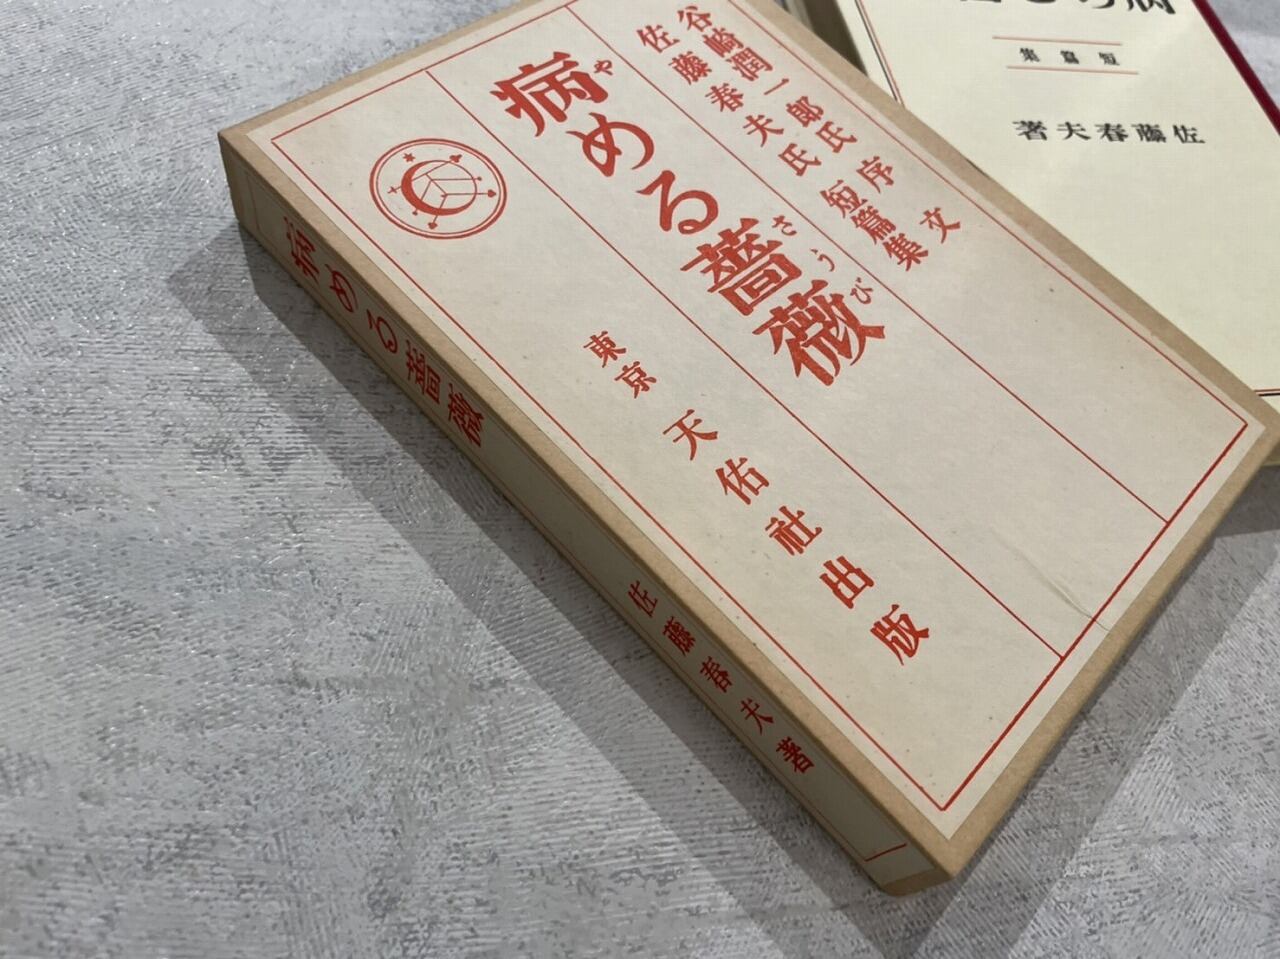 谷崎潤一郎氏序文
佐藤春夫氏短篇集
病める薔薇
や
さうび
東京 天佑社出版
病める薔薇
佐藤春夫著
短篇集
佐藤春夫著